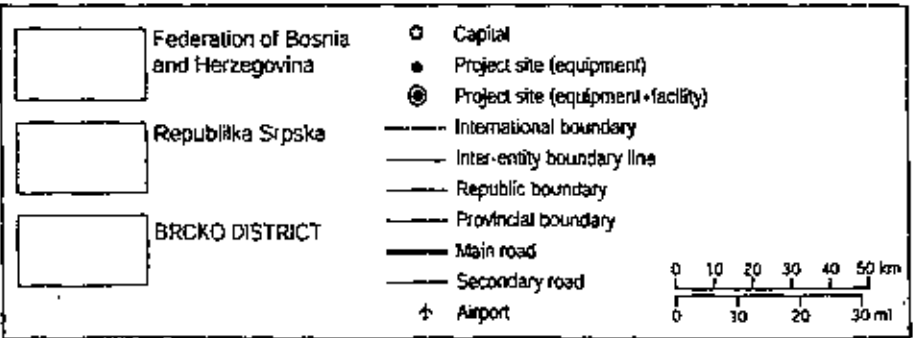 Federation of Bosnia
and Herzegovina
Republika Srpska
BRCKO DISTRICT
Capital
Project site (equipment)
Project site (equipment+facility)
International boundary
Inter-entity boundary line
Republic boundary
Provincial boundary
Main road
Secondary road
Airport
0 10 20 30 40 50 km
0 10 20 30 mi